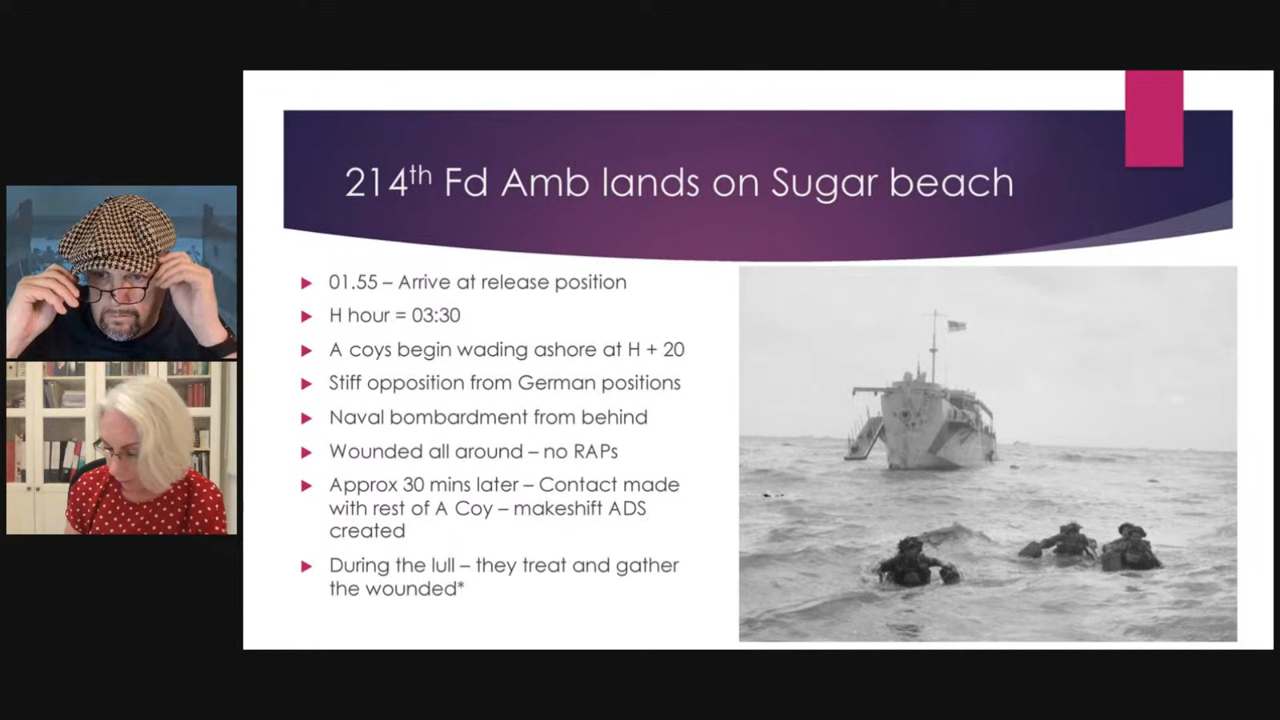 214th Fd Amb lands on Sugar beach
01.55 – Arrive at release position
H hour = 03:30
A coys begin wading ashore at H + 20
Stiff opposition from German positions
Naval bombardment from behind
Wounded all around – no RAPs
Approx 30 mins later – Contact made
with rest of A Coy – makeshift ADS
created
During the lull – they treat and gather
the wounded*